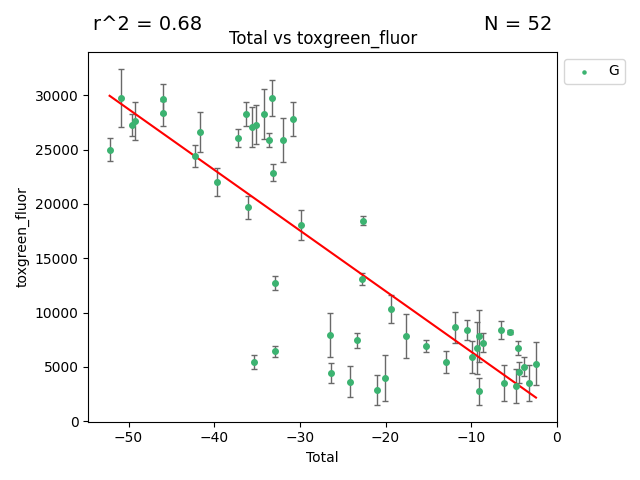 r^2 = 0.68
N = 52
Total vs toxgreen_fluor
G
toxgreen_fluor
30000
25000
20000
15000
10000
5000
0
−50
−40
−30
−20
−10
0
Total